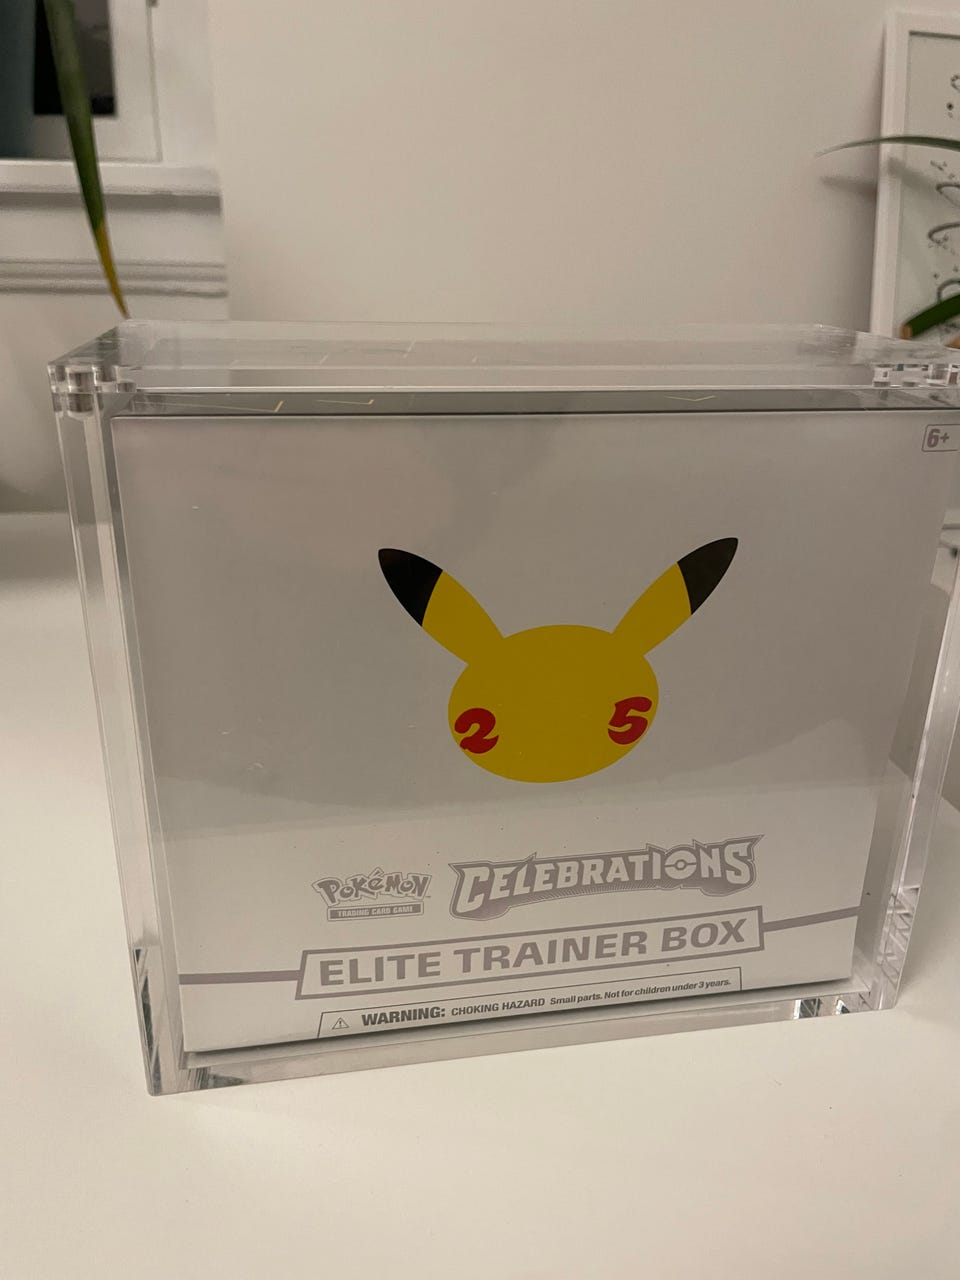 6+
2 5
Pokémon
TRADING CARD GAME
CELEBRATIONS
ELITE TRAINER BOX
WARNING: CHOKING HAZARD Small parts. Not for children under 3 years.